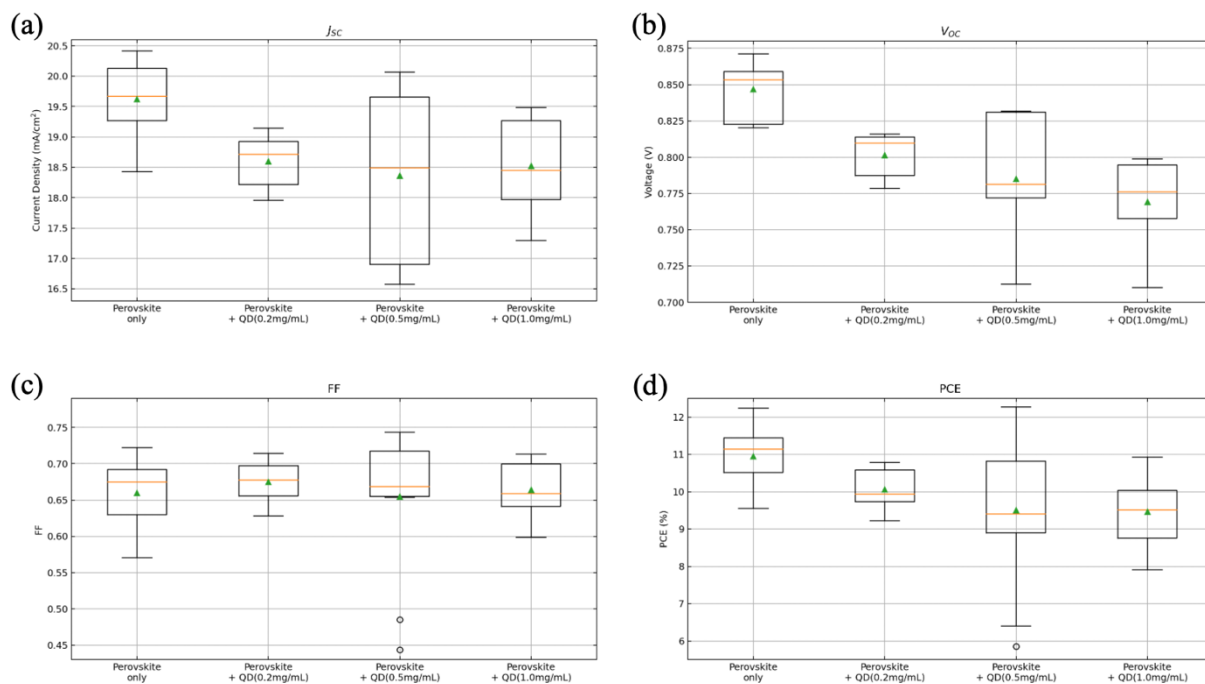 (a)
J_SC
20.5
20.0
19.5
19.0
18.5
18.0
17.5
17.0
16.5
Current Density (mA/cm²)
Perovskite
only
Perovskite
+ QD(0.2mg/mL)
Perovskite
+ QD(0.5mg/mL)
Perovskite
+ QD(1.0mg/mL)
(b)
V_OC
0.875
0.850
0.825
0.800
0.775
0.750
0.725
0.700
Voltage (V)
Perovskite
only
Perovskite
+ QD(0.2mg/mL)
Perovskite
+ QD(0.5mg/mL)
Perovskite
+ QD(1.0mg/mL)
(c)
FF
0.75
0.70
0.65
0.60
0.55
0.50
0.45
FF
Perovskite
only
Perovskite
+ QD(0.2mg/mL)
Perovskite
+ QD(0.5mg/mL)
Perovskite
+ QD(1.0mg/mL)
(d)
PCE
12
11
10
9
8
7
6
PCE (%)
Perovskite
only
Perovskite
+ QD(0.2mg/mL)
Perovskite
+ QD(0.5mg/mL)
Perovskite
+ QD(1.0mg/mL)